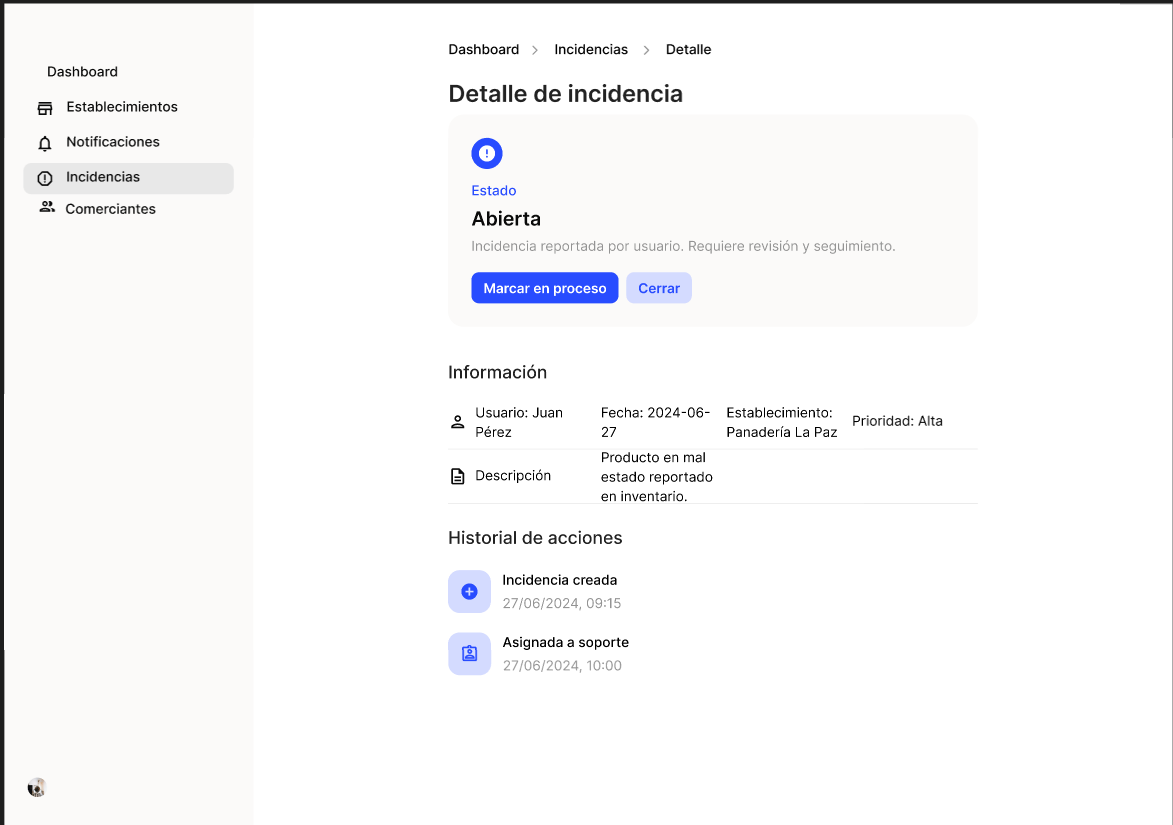 Dashboard
Establecimientos
Notificaciones
Incidencias
Comerciantes
Dashboard > Incidencias > Detalle
Detalle de incidencia
Estado
Abierta
Incidencia reportada por usuario. Requiere revisión y seguimiento.
Marcar en proceso
Cerrar
Información
Usuario: Juan
Pérez
Fecha: 2024-06-
27
Establecimiento:
Panadería La Paz
Prioridad: Alta
Descripción
Producto en mal
estado reportado
en inventario.
Historial de acciones
Incidencia creada
27/06/2024, 09:15
Asignada a soporte
27/06/2024, 10:00